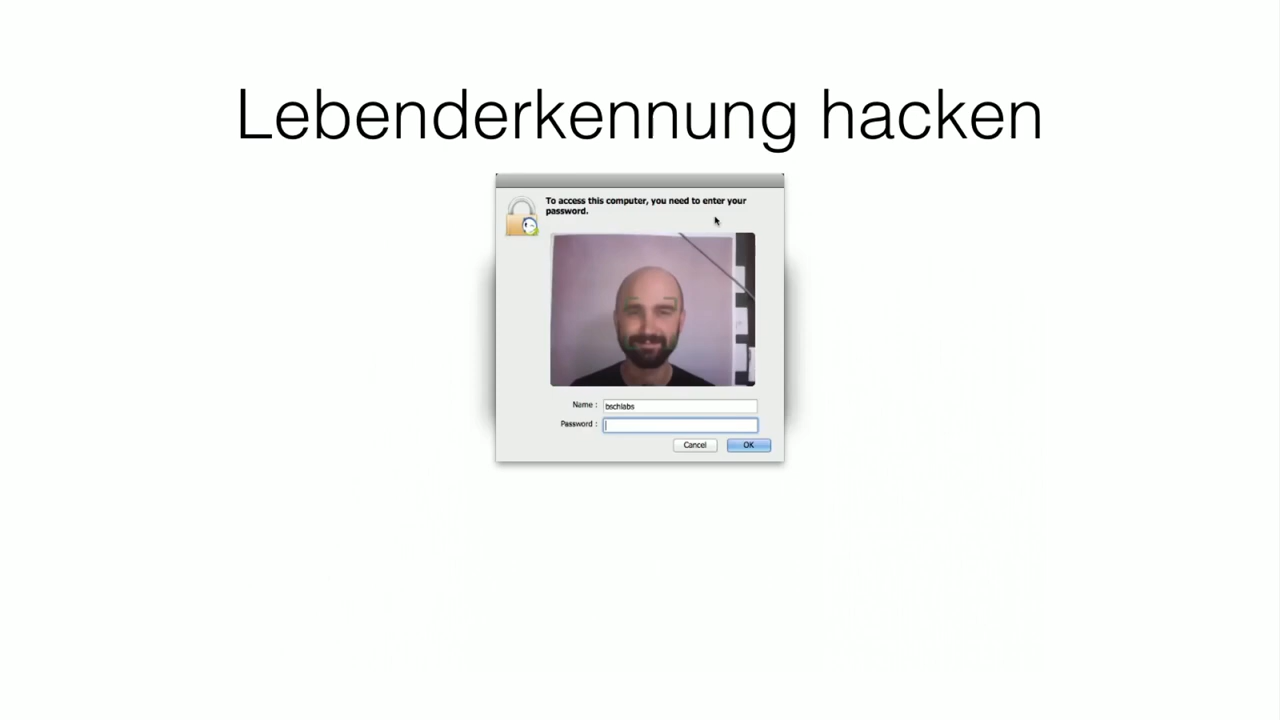 Lebenderkennung hacken
To access this computer, you need to enter your
password.
Name :
bschlabs
Password :
Cancel
OK